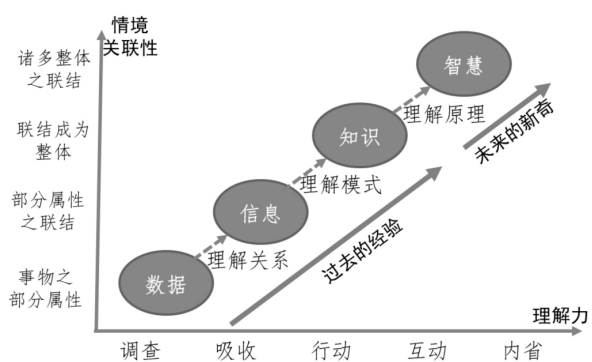 情境
关联性
诸多整体
之联结
智慧
理解原理
未来的新奇
联结成为
整体
知识
理解模式
部分属性
之联结
信息
理解关系
过去的经验
事物之
部分属性
数据
理解力
调查
吸收
行动
互动
内省